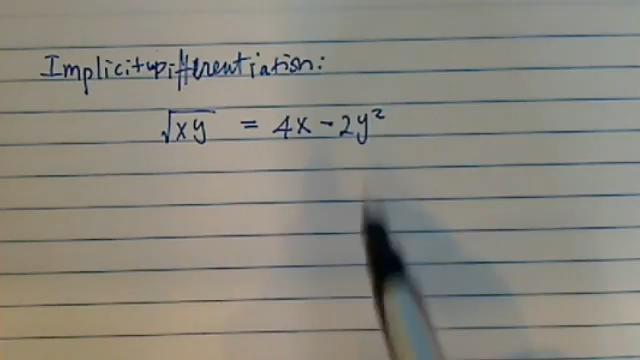 Implicit Differentiation:
√xy = 4x - 2y²